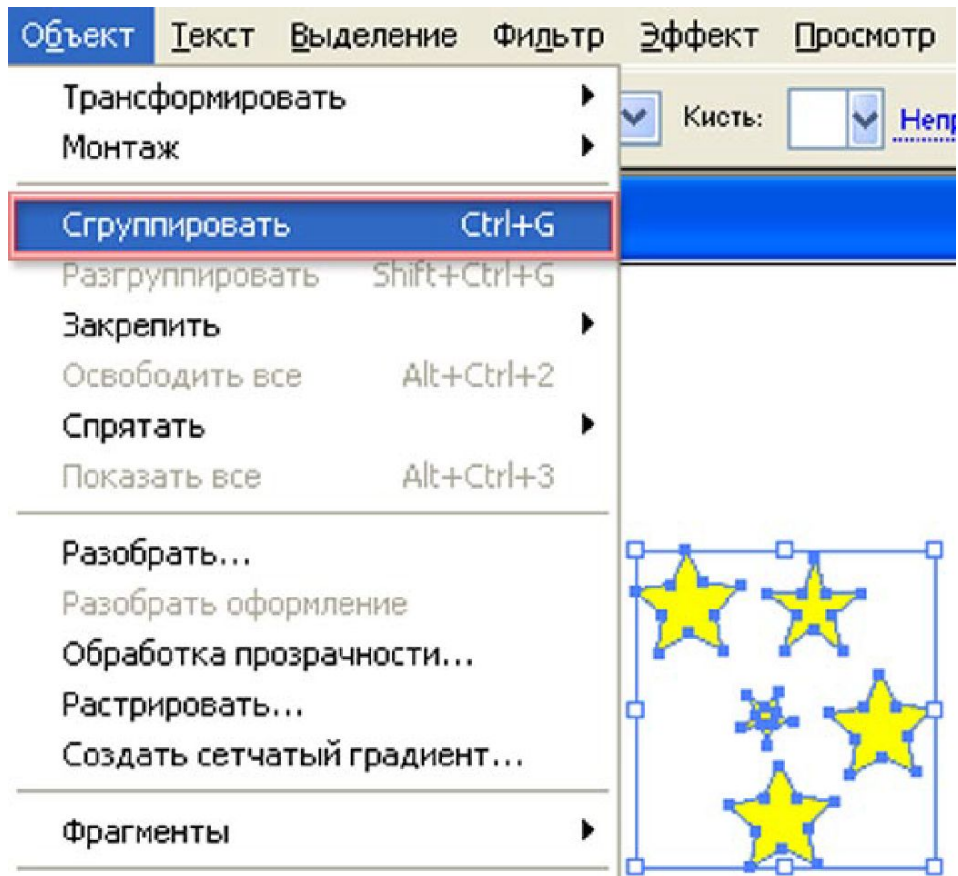 Объект Текст Выделение Фильтр Эффект Просмотр
Трансформировать
Кисть:
Монтаж
Сгруппировать Ctrl+G
Разгруппировать Shift+Ctrl+G
Закрепить
Освободить все Alt+Ctrl+2
Спрятать
Показать все Alt+Ctrl+3
Разобрать...
Разобрать оформление
Обработка прозрачности...
Растрировать...
Создать сетчатый градиент...
Фрагменты